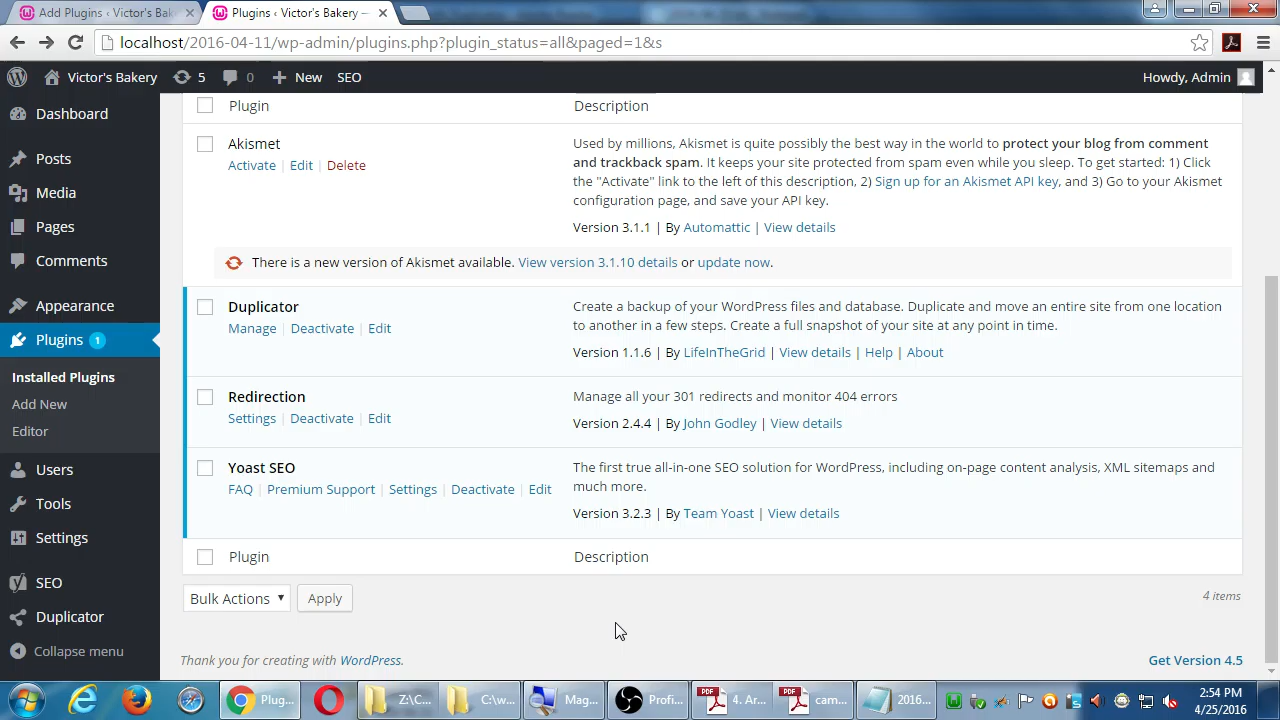 Add Plugins ‹ Victor's Bakery
Plugins ‹ Victor's Bakery —
localhost/2016-04-11/wp-admin/plugins.php?plugin_status=all&paged=1&s
Victor's Bakery 5 0 New SEO Howdy, Admin
Dashboard
Posts
Media
Pages
Comments
Appearance
Plugins 1
Installed Plugins
Add New
Editor
Users
Tools
Settings
SEO
Duplicator
Collapse menu
Plugin Description
Akismet
Activate | Edit | Delete
Used by millions, Akismet is quite possibly the best way in the world to protect your blog from comment
and trackback spam. It keeps your site protected from spam even while you sleep. To get started: 1) Click
the "Activate" link to the left of this description, 2) Sign up for an Akismet API key, and 3) Go to your Akismet
configuration page, and save your API key.
Version 3.1.1 | By Automattic | View details
There is a new version of Akismet available. View version 3.1.10 details or update now.
Duplicator
Manage | Deactivate | Edit
Create a backup of your WordPress files and database. Duplicate and move an entire site from one location
to another in a few steps. Create a full snapshot of your site at any point in time.
Version 1.1.6 | By LifeInTheGrid | View details | Help | About
Redirection
Settings | Deactivate | Edit
Manage all your 301 redirects and monitor 404 errors
Version 2.4.4 | By John Godley | View details
Yoast SEO
FAQ | Premium Support | Settings | Deactivate | Edit
The first true all-in-one SEO solution for WordPress, including on-page content analysis, XML sitemaps and
much more.
Version 3.2.3 | By Team Yoast | View details
Plugin Description
Bulk Actions Apply 4 items
Thank you for creating with WordPress. Get Version 4.5
Plug... Z:\C... C:\w... Mag... Profi... 4. Ar... cam... 2016...
2:54 PM
4/25/2016